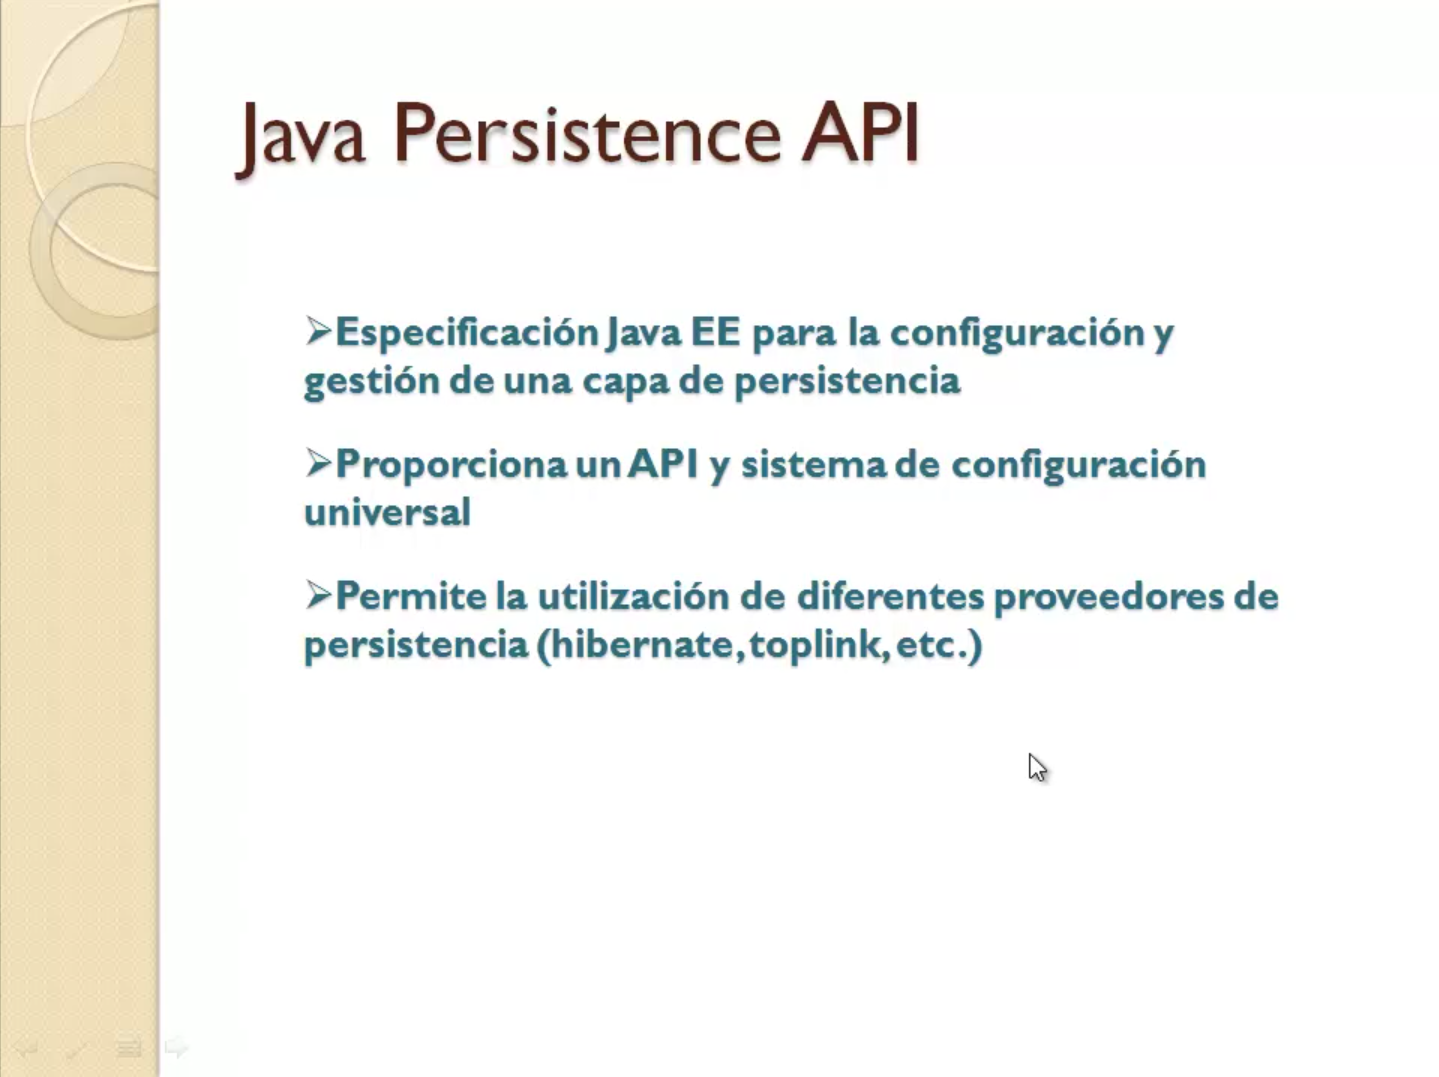 Java Persistence API
➢Especificación Java EE para la configuración y
gestión de una capa de persistencia
➢Proporciona un API y sistema de configuración
universal
➢Permite la utilización de diferentes proveedores de
persistencia (hibernate, toplink, etc.)